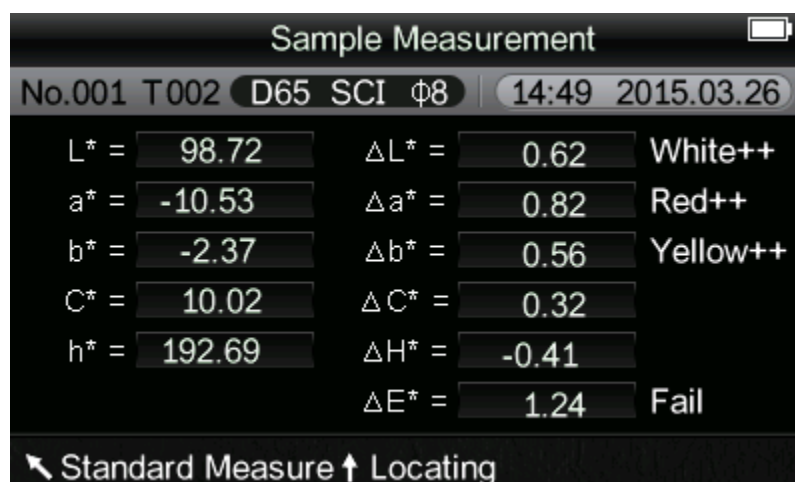 Sample Measurement
No.001 T002 D65 SCI ϕ8 14:49 2015.03.26
L* = 98.72 ΔL* = 0.62 White++
a* = -10.53 Δa* = 0.82 Red++
b* = -2.37 Δb* = 0.56 Yellow++
C* = 10.02 ΔC* = 0.32
h* = 192.69 ΔH* = -0.41
ΔE* = 1.24 Fail
Standard Measure Locating